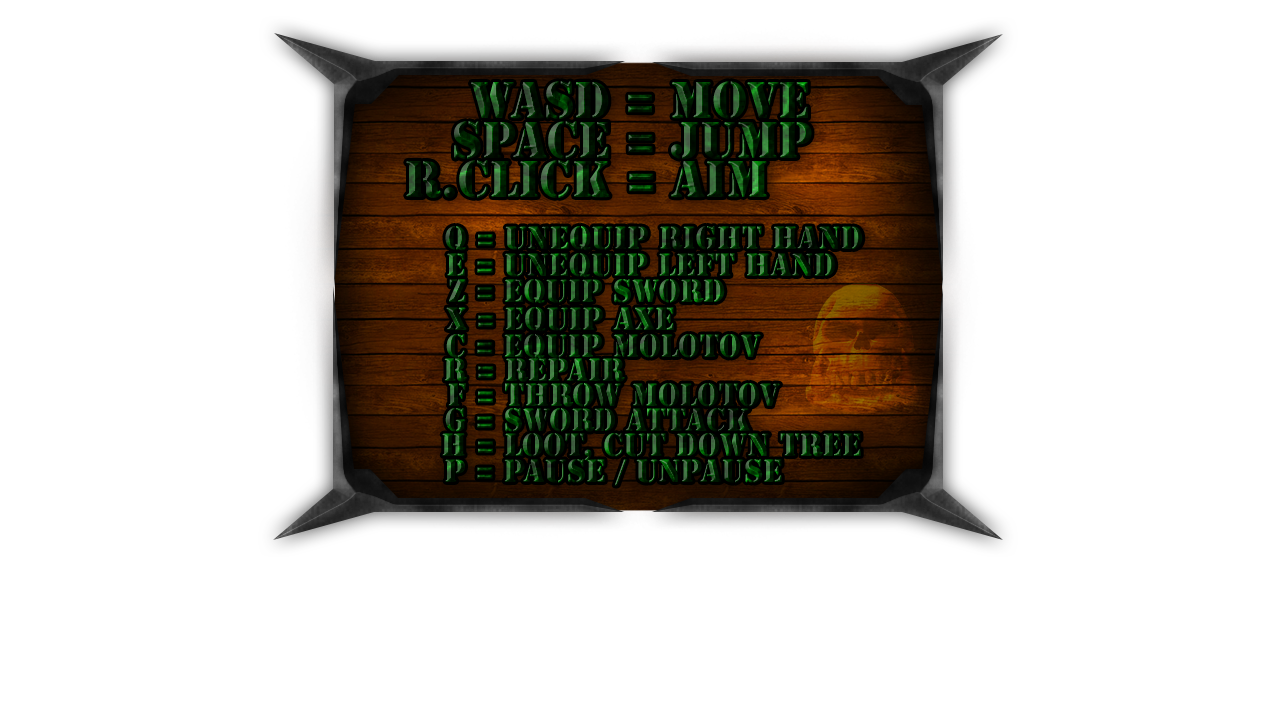 WASD = MOVE
SPACE = JUMP
R.CLICK = AIM
Q = UNEQUIP RIGHT HAND
E = UNEQUIP LEFT HAND
Z = EQUIP SWORD
X = EQUIP AXE
C = EQUIP MOLOTOV
R = REPAIR
F = THROW MOLOTOV
G = SWORD ATTACK
H = LOOT, CUT DOWN TREE
P = PAUSE / UNPAUSE